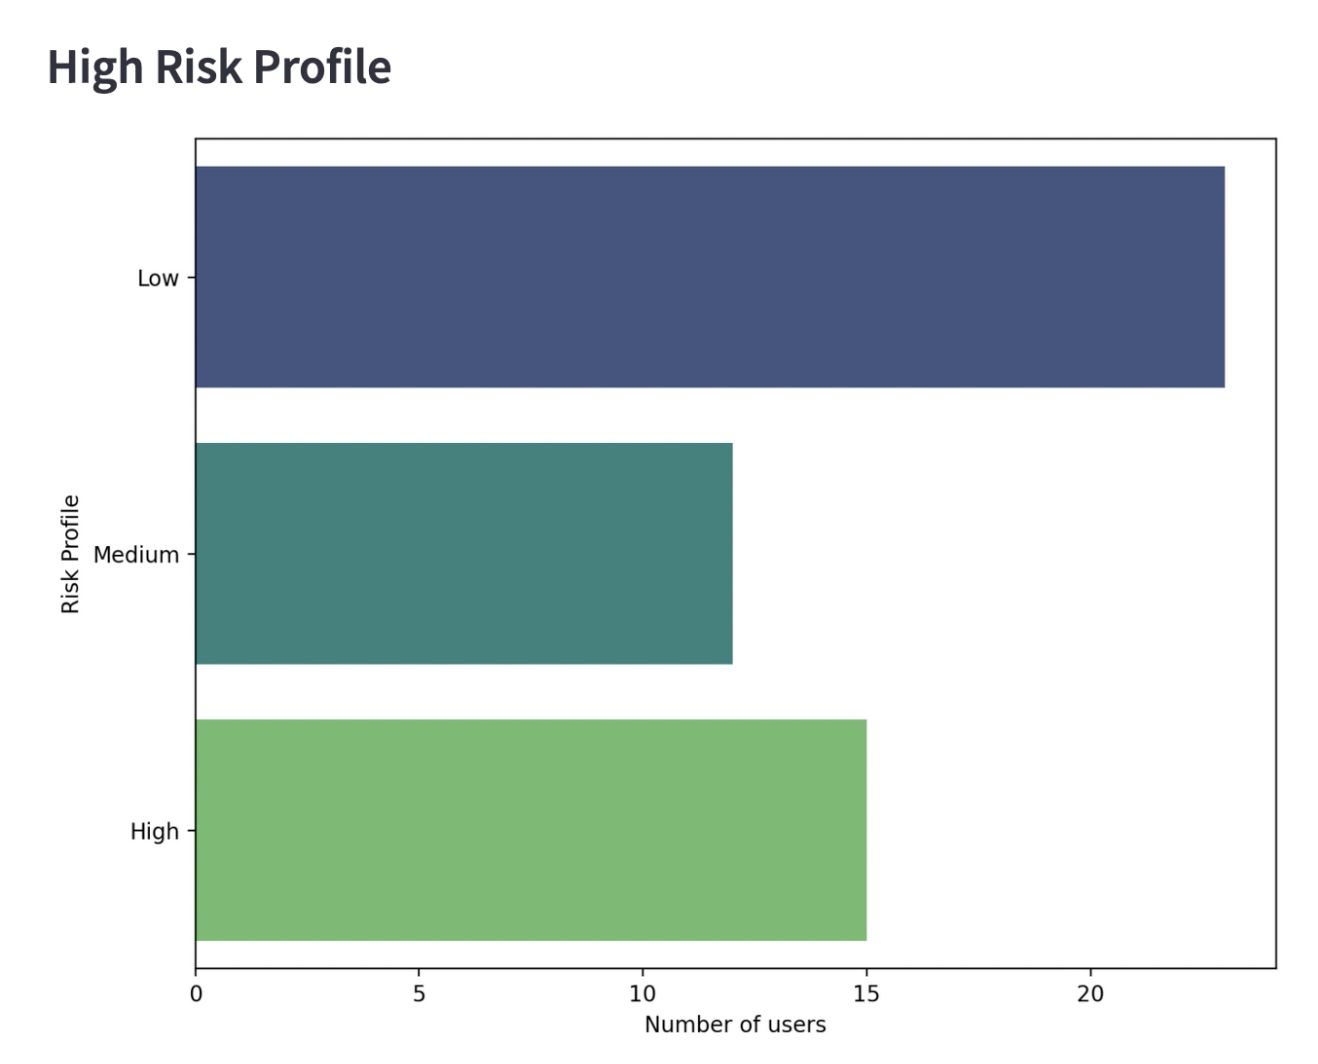 High Risk Profile
Low
Medium
High
Risk Profile
0 5 10 15 20
Number of users